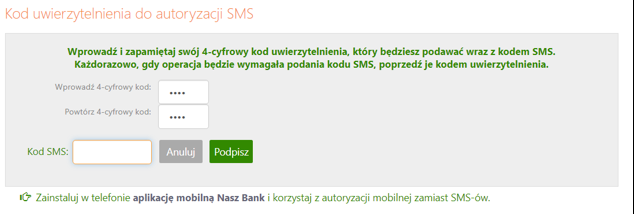 Kod uwierzytelnienia do autoryzacji SMS
Wprowadź i zapamiętaj swój 4-cyfrowy kod uwierzytelnienia, który będziesz podawać wraz z kodem SMS.
Każdorazowo, gdy operacja będzie wymagała podania kodu SMS, poprzedź je kodem uwierzytelnienia.
Wprowadź 4-cyfrowy kod: ••••
Powtórz 4-cyfrowy kod: ••••
Kod SMS: Anuluj Podpisz
Zainstaluj w telefonie aplikację mobilną Nasz Bank i korzystaj z autoryzacji mobilnej zamiast SMS-ów.